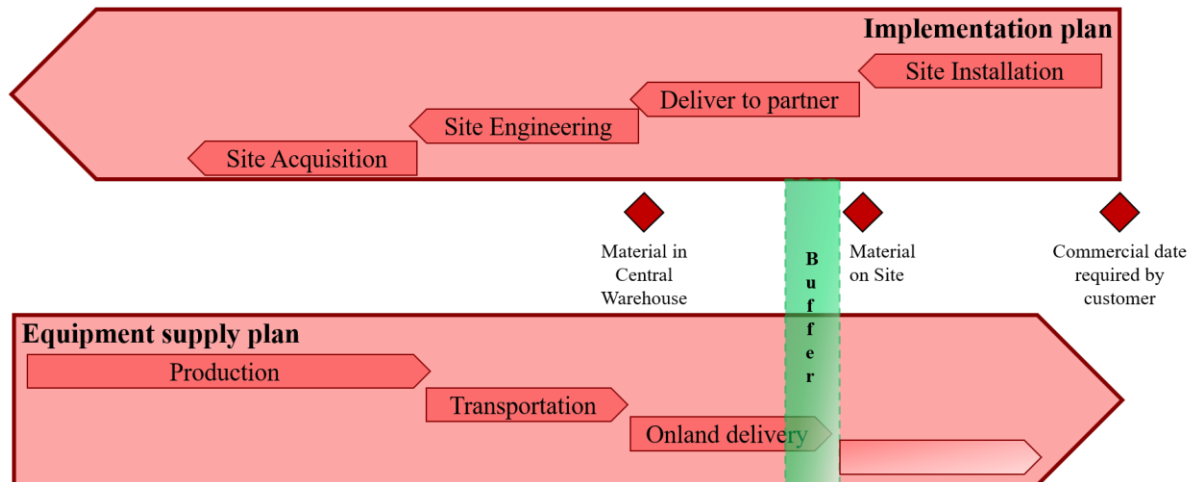 Implementation plan
Site Installation
Deliver to partner
Site Engineering
Site Acquisition
Material in
Central
Warehouse
Buffer
Material
on Site
Commercial date
required by
customer
Equipment supply plan
Production
Transportation
Onland delivery